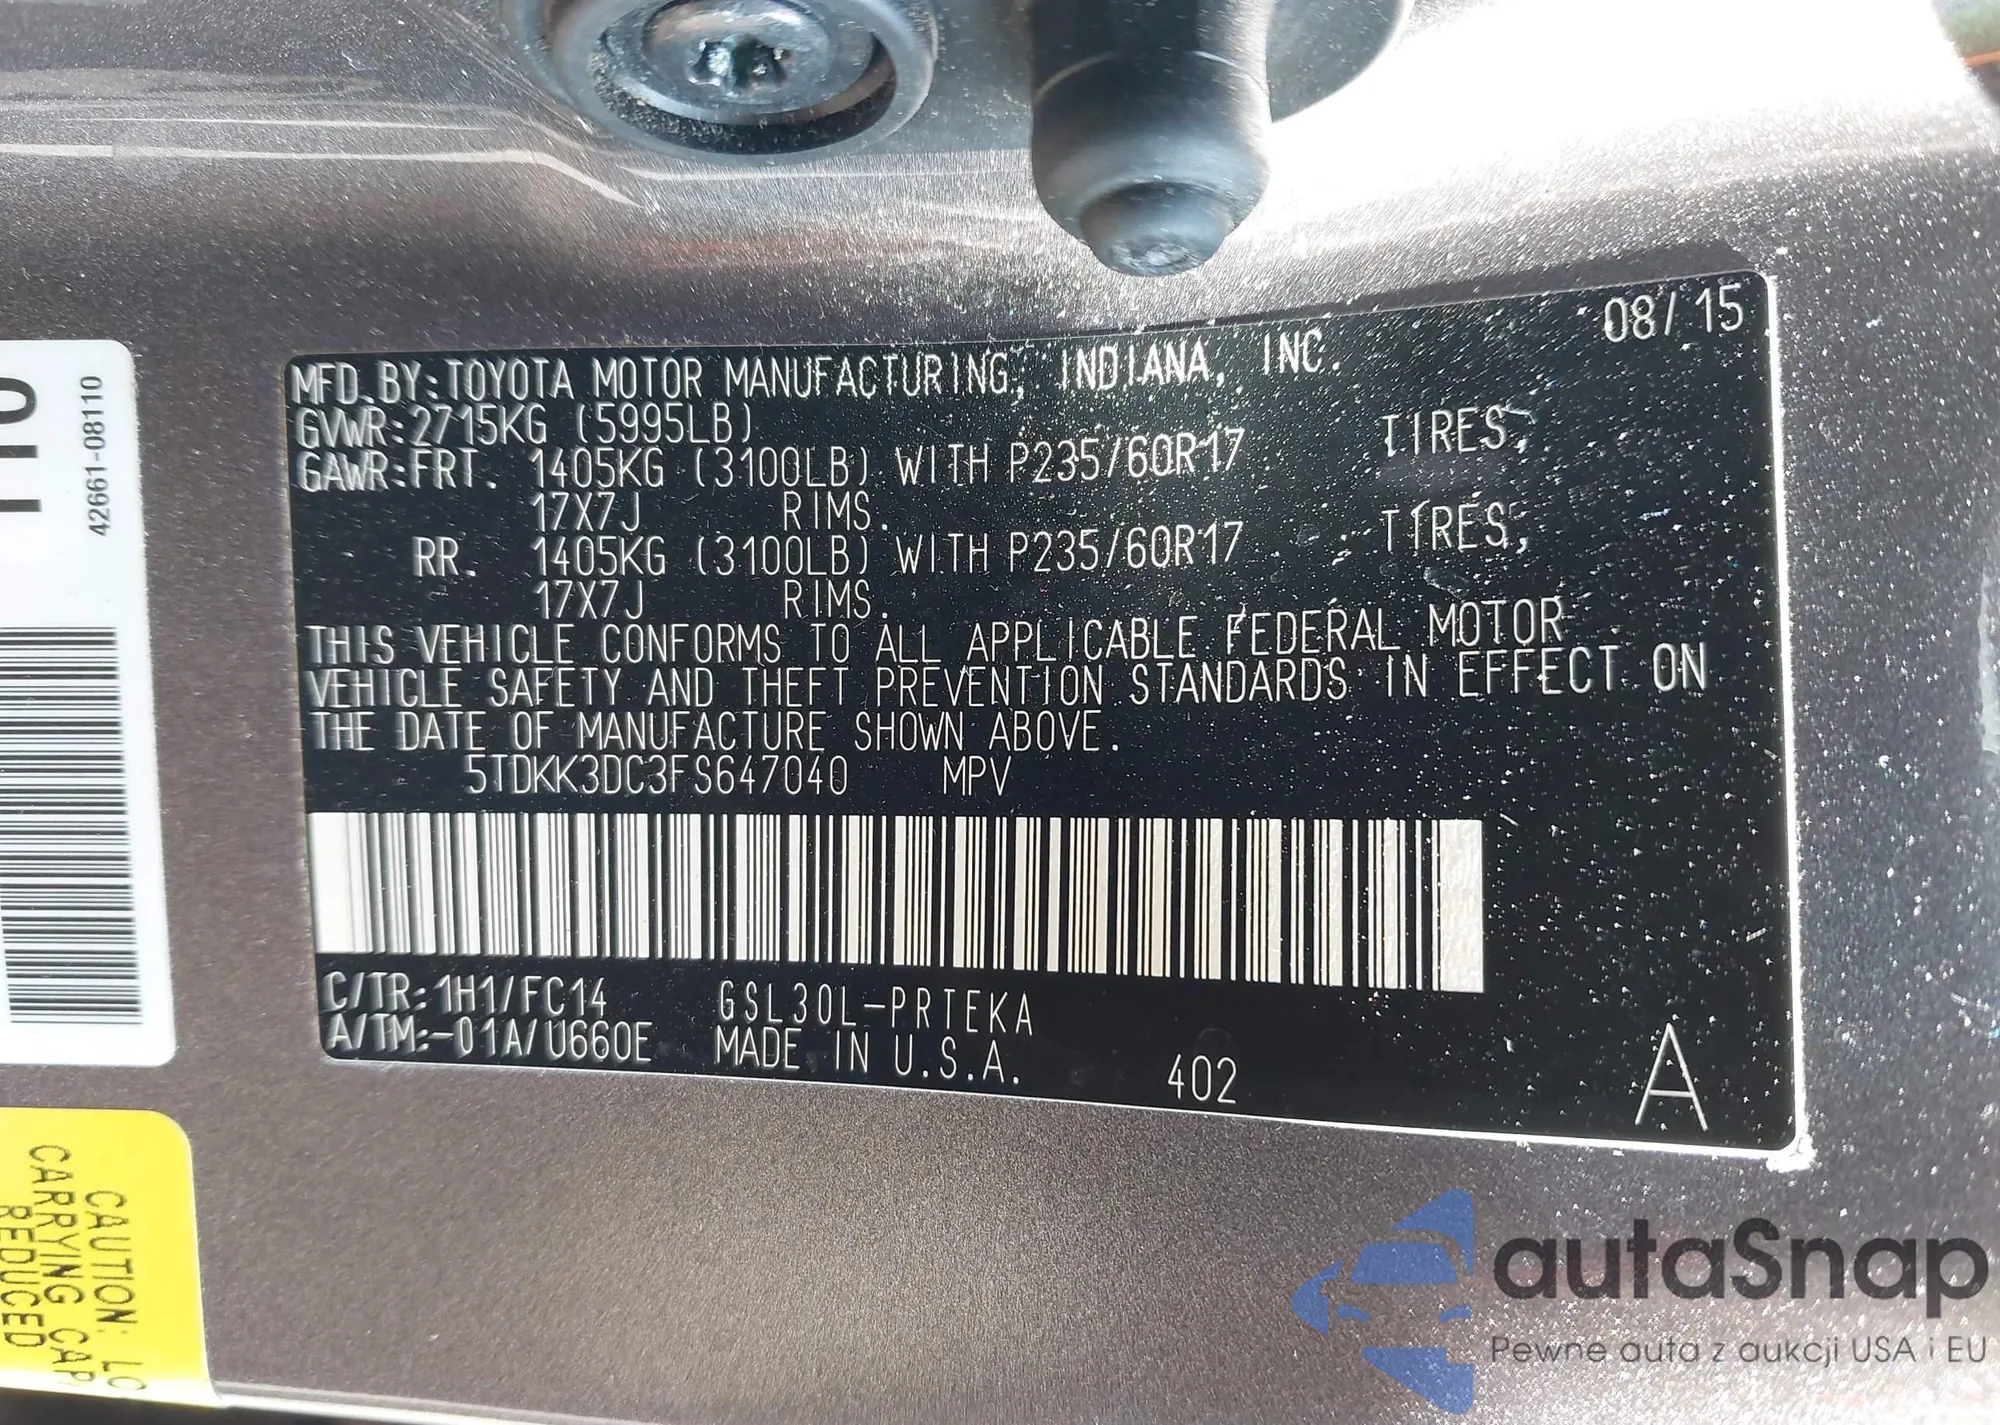 08/15
MFD.BY:TOYOTA MOTOR MANUFACTURING, INDIANA, INC.
GVWR:2715KG (5995LB)
GAWR:FRT. 1405KG (3100LB) WITH P235/60R17 TIRES,
17X7J RIMS.
RR. 1405KG (3100LB) WITH P235/60R17 TIRES,
17X7J RIMS.
THIS VEHICLE CONFORMS TO ALL APPLICABLE FEDERAL MOTOR
VEHICLE SAFETY AND THEFT PREVENTION STANDARDS IN EFFECT ON
THE DATE OF MANUFACTURE SHOWN ABOVE.
5TDKK3DC3FS647040 MPV
C/TR:1H1/FC14 GSL30L-PRTEKA
A/TM:-01A/U660E MADE IN U.S.A. 402 A
42661-08110
CAUTION: LO
CARRYING CAP
REDUCED
autaSnap
Pewne auta z aukcji USA i EU